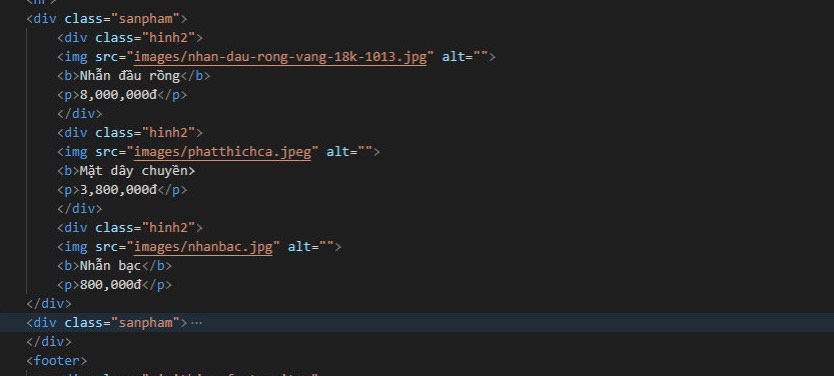 <div class="sanpham">
<div class="hinh2">
<img src="images/nhan-dau-rong-vang-18k-1013.jpg" alt="">
<b>Nhẫn đầu rồng</b>
<p>8,000,000đ</p>
</div>
<div class="hinh2">
<img src="images/phatthichca.jpeg" alt="">
<b>Mặt dây chuyền>
<p>3,800,000đ</p>
</div>
<div class="hinh2">
<img src="images/nhanbac.jpg" alt="">
<b>Nhẫn bạc</b>
<p>800,000đ</p>
</div>
<div class="sanpham">⋯
</div>
<footer>